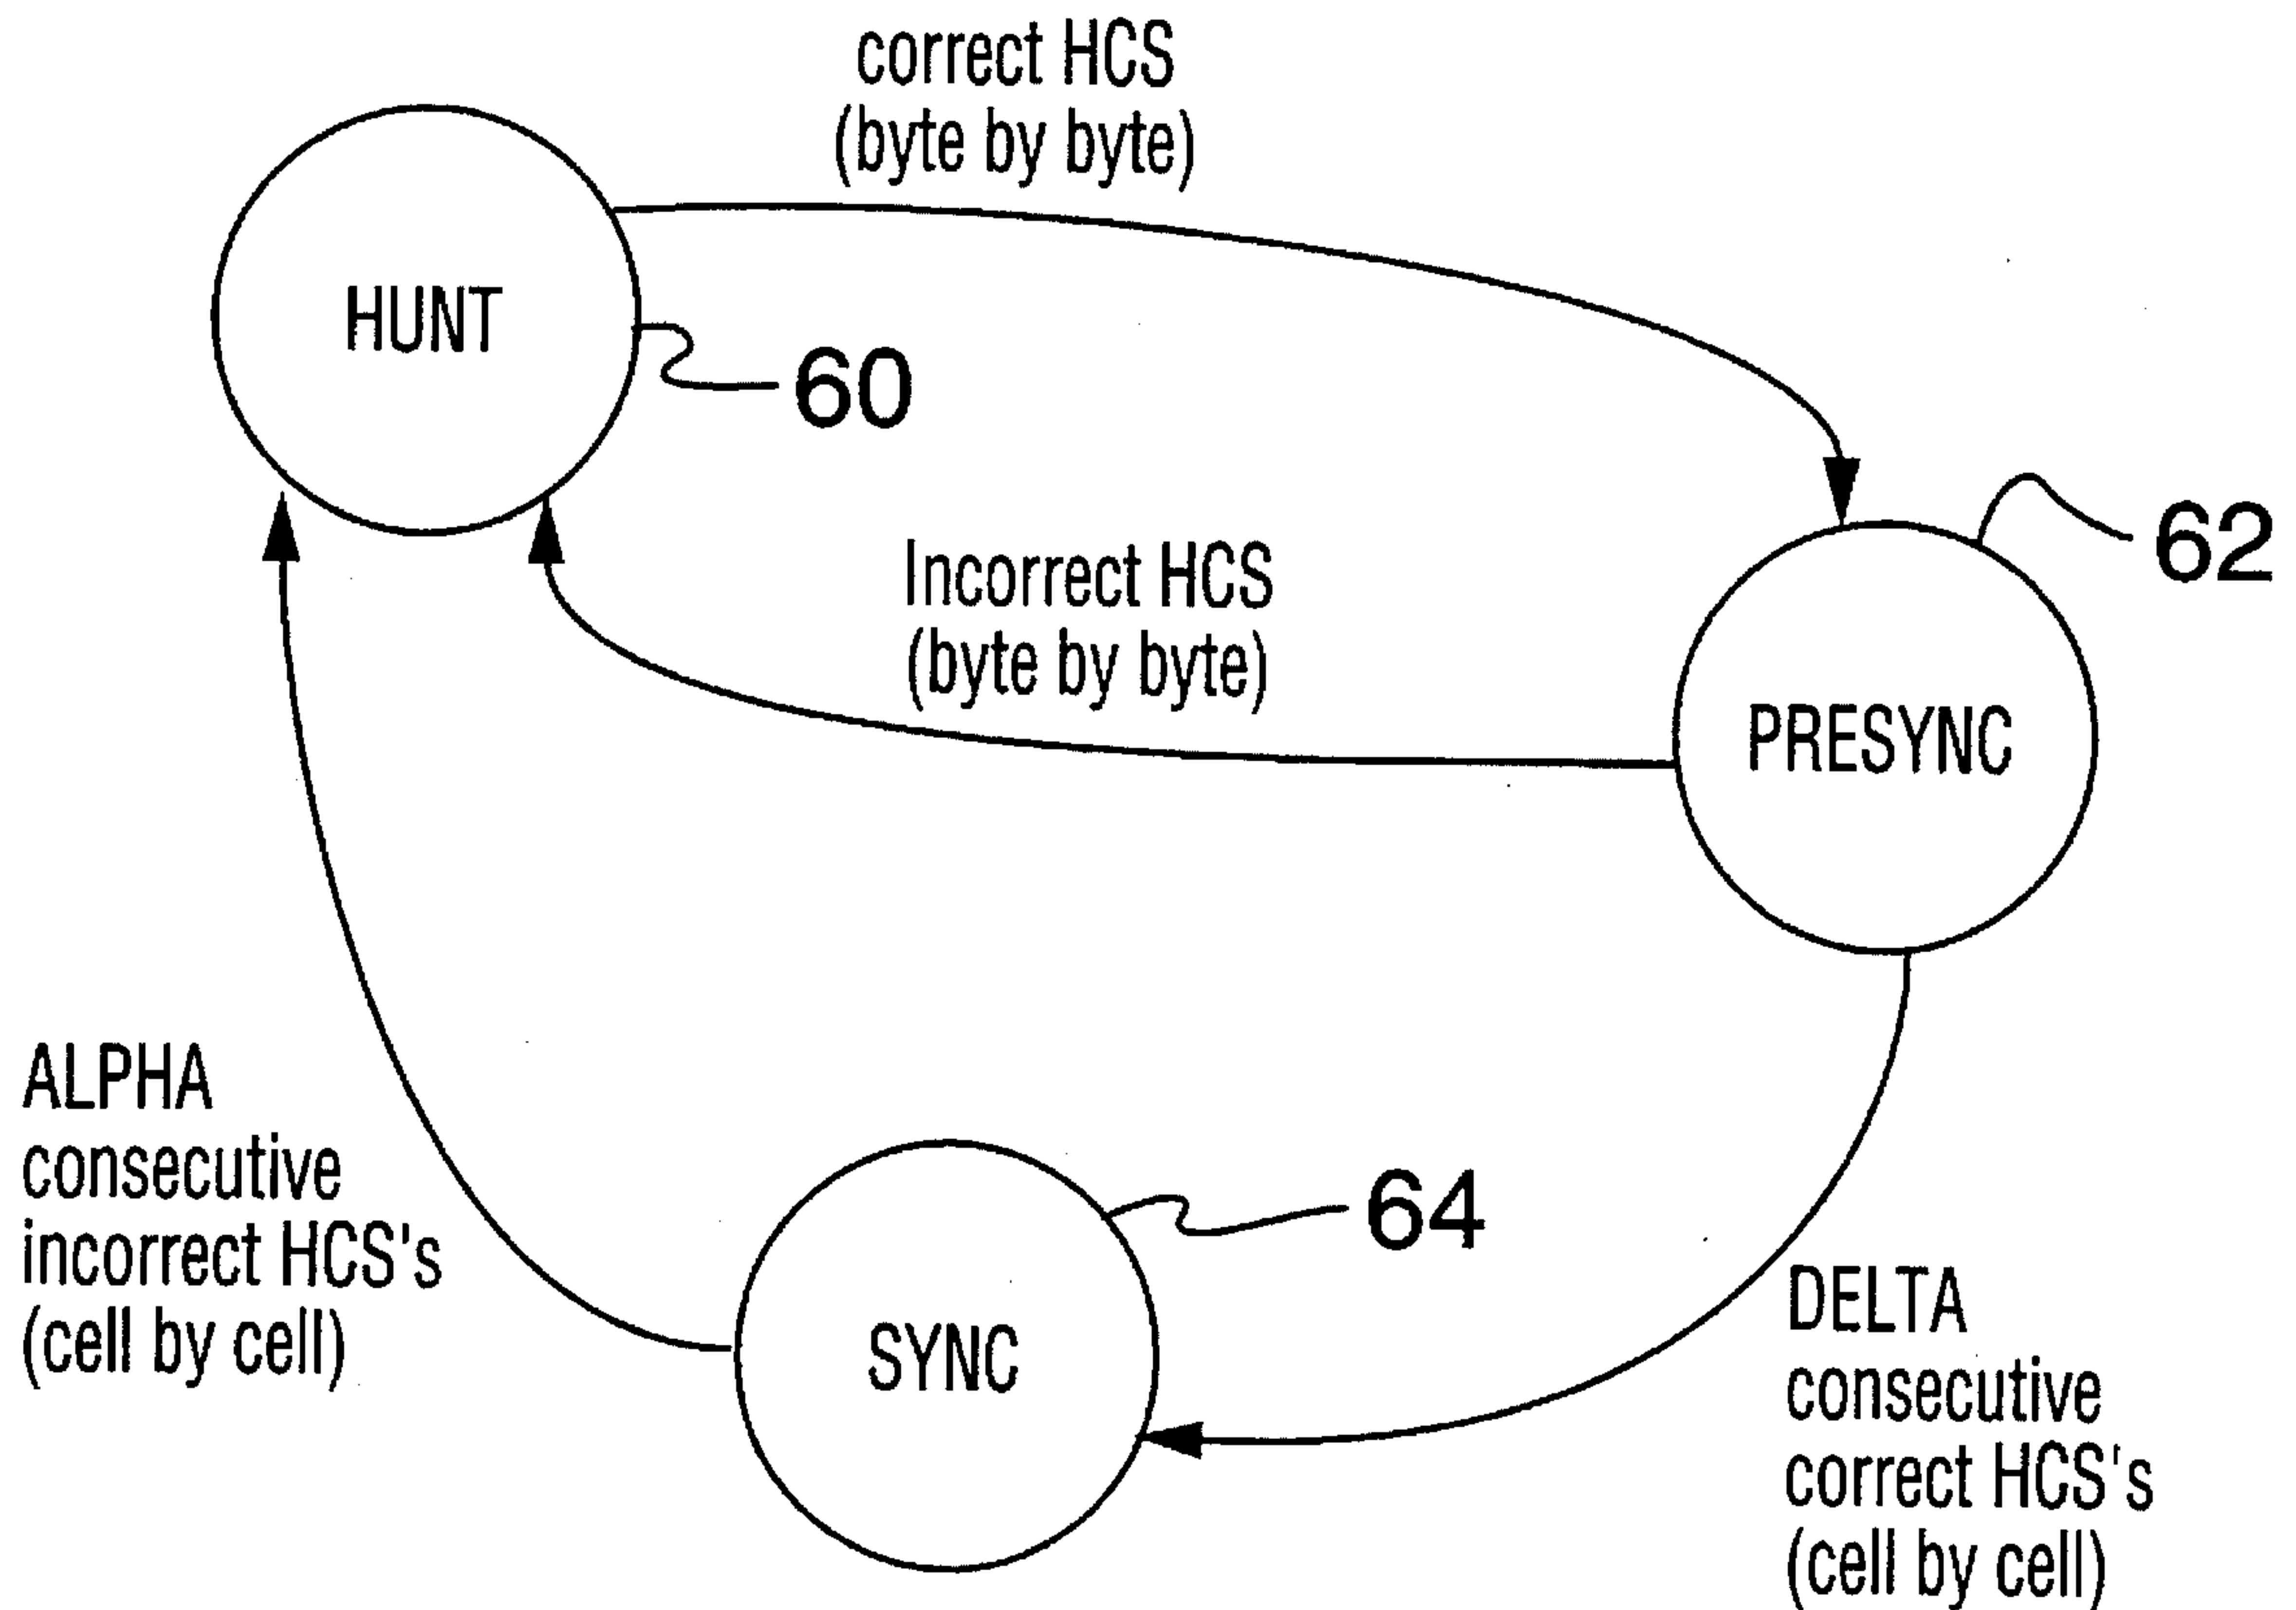 correct HCS
(byte by byte)
HUNT
60
62
Incorrect HCS
(byte by byte)
PRESYNC
ALPHA
consecutive
incorrect HCS's
(cell by cell)
64
SYNC
DELTA
consecutive
correct HCS's
(cell by cell)